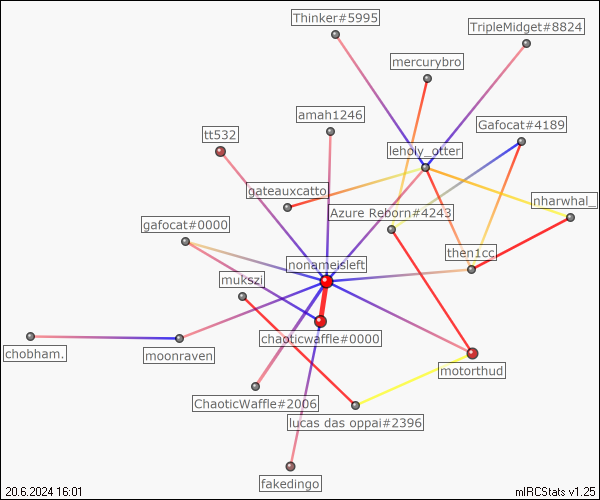 Thinker#5995
TripleMidget#8824
mercurybro
amah1246
Gafocat#4189
tt532
leholy_otter
gateauxcatto
nharwhal_
Azure Reborn#4243
gafocat#0000
then1cc
nonameisleft
mukszi
chaoticwaffle#0000
chobham.
moonraven
motorthud
ChaoticWaffle#2006
lucas das oppai#2396
fakedingo
20.6.2024 16:01
mIRCStats v1.25